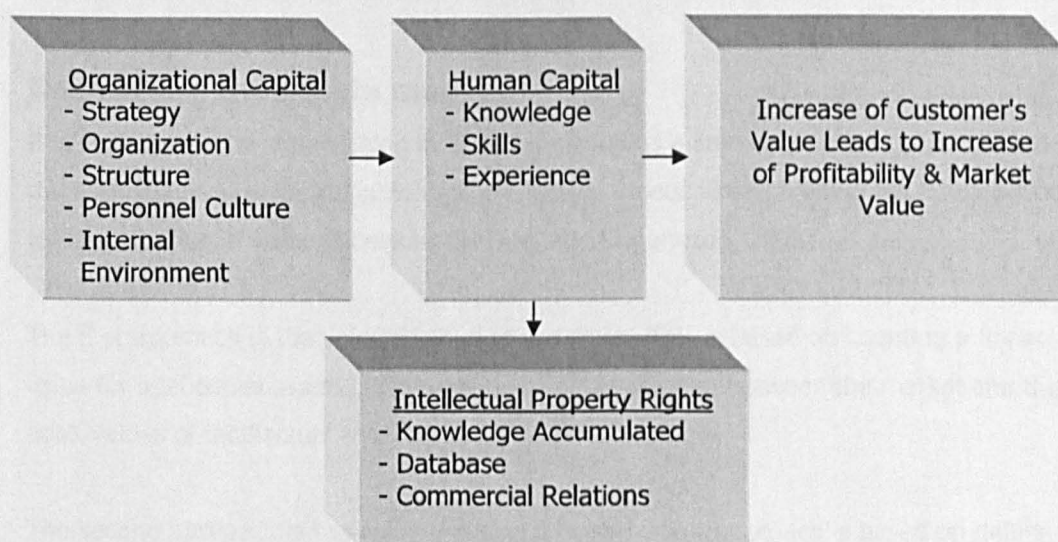 Organizational Capital
- Strategy
- Organization
- Structure
- Personnel Culture
- Internal
Environment
Human Capital
- Knowledge
- Skills
- Experience
Increase of Customer's
Value Leads to Increase
of Profitability & Market
Value
Intellectual Property Rights
- Knowledge Accumulated
- Database
- Commercial Relations